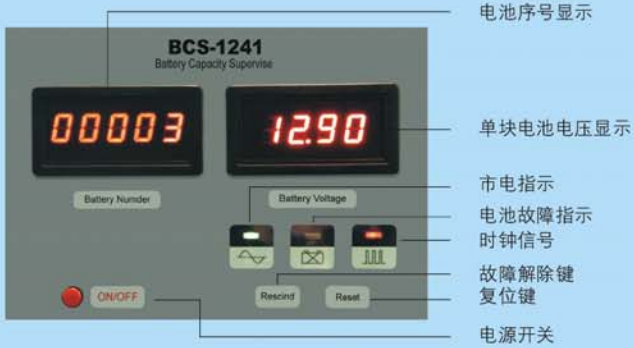 电池序号显示
BCS-1241
Battery Capacity Supervise
00003
12.90
单块电池电压显示
Battery Numder
Battery Voltage
市电指示
电池故障指示
时钟信号
ON/OFF
Rescind
Reset
故障解除键
复位键
电源开关